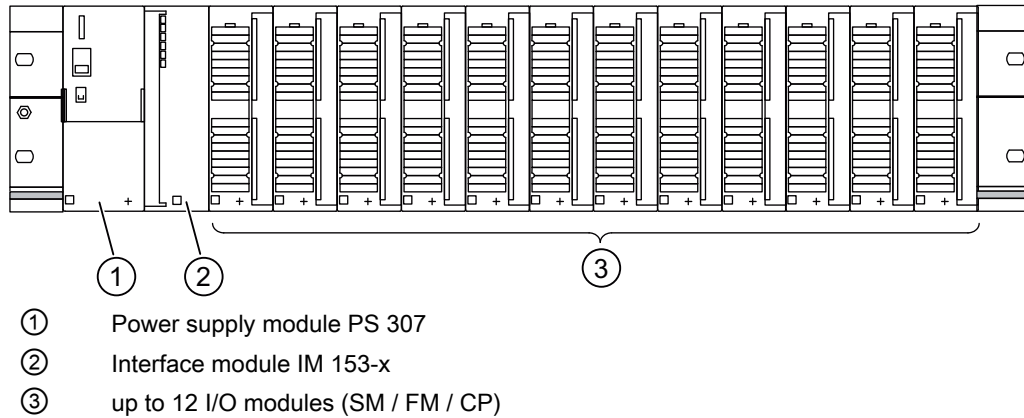 1 2 3
① Power supply module PS 307
② Interface module IM 153-x
③ up to 12 I/O modules (SM / FM / CP)